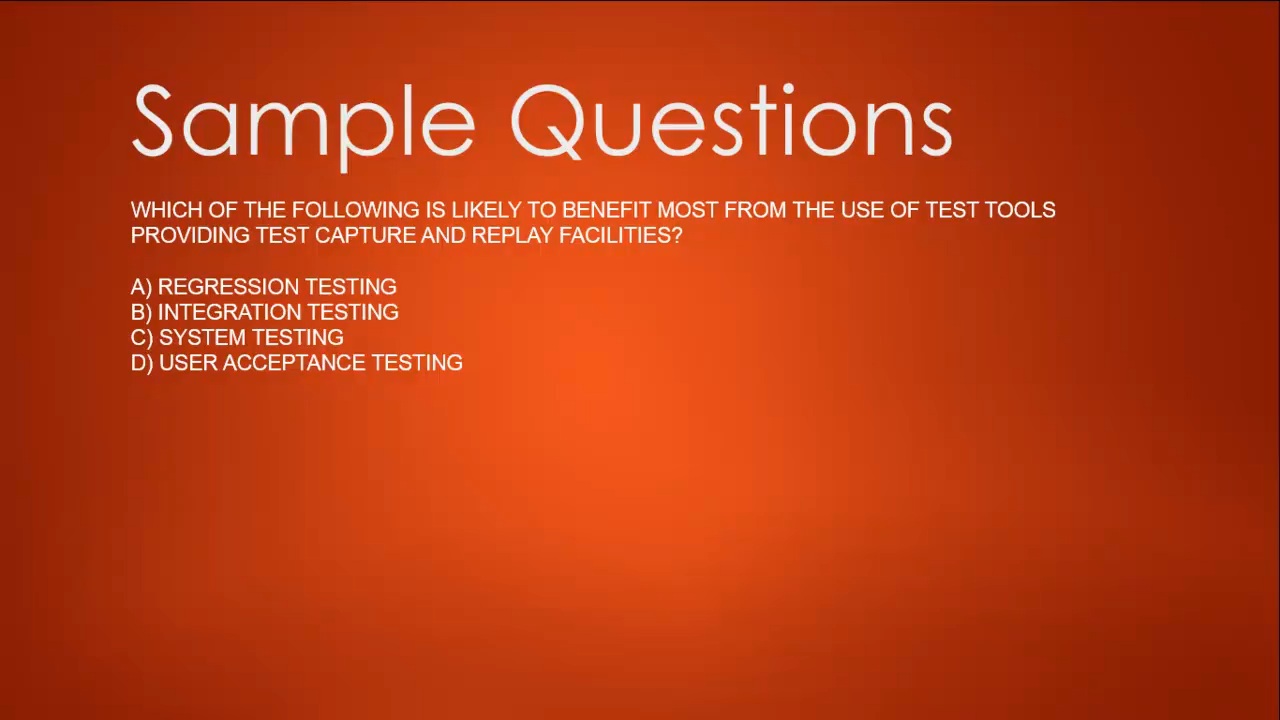 Sample Questions
WHICH OF THE FOLLOWING IS LIKELY TO BENEFIT MOST FROM THE USE OF TEST TOOLS
PROVIDING TEST CAPTURE AND REPLAY FACILITIES?
A) REGRESSION TESTING
B) INTEGRATION TESTING
C) SYSTEM TESTING
D) USER ACCEPTANCE TESTING